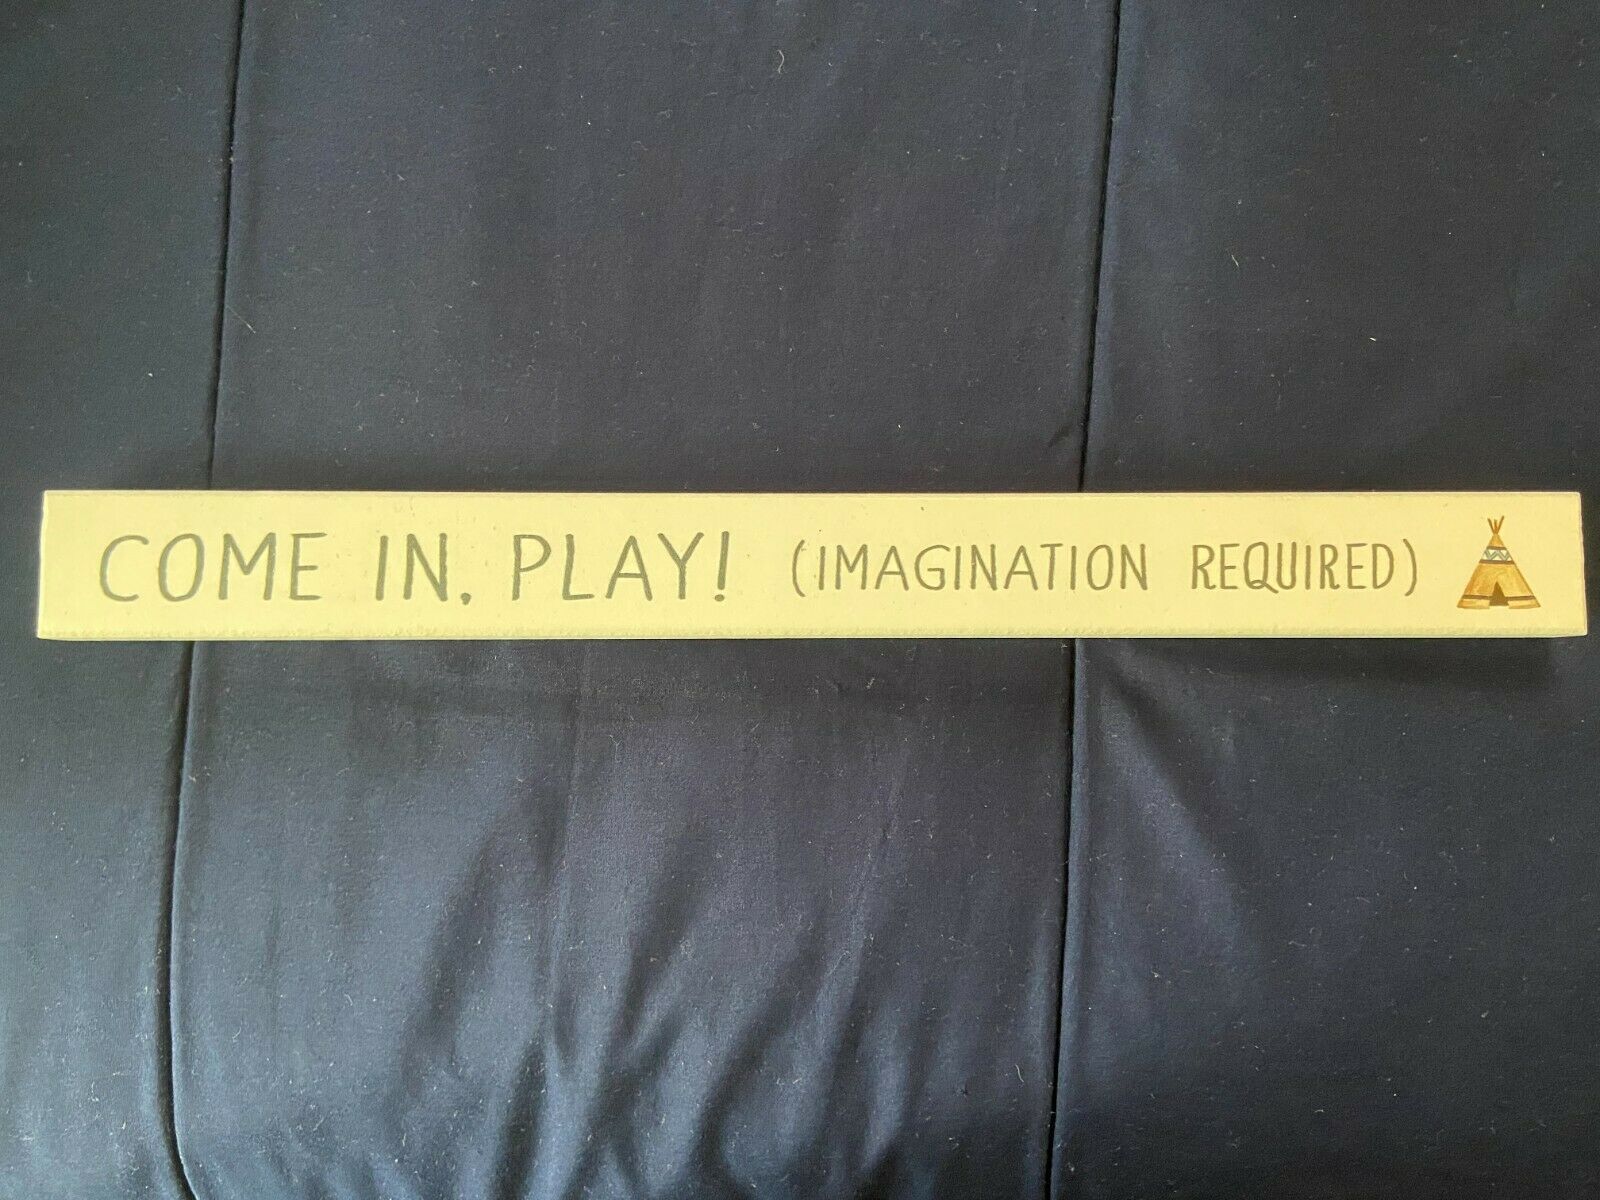 COME IN, PLAY! (IMAGINATION REQUIRED)